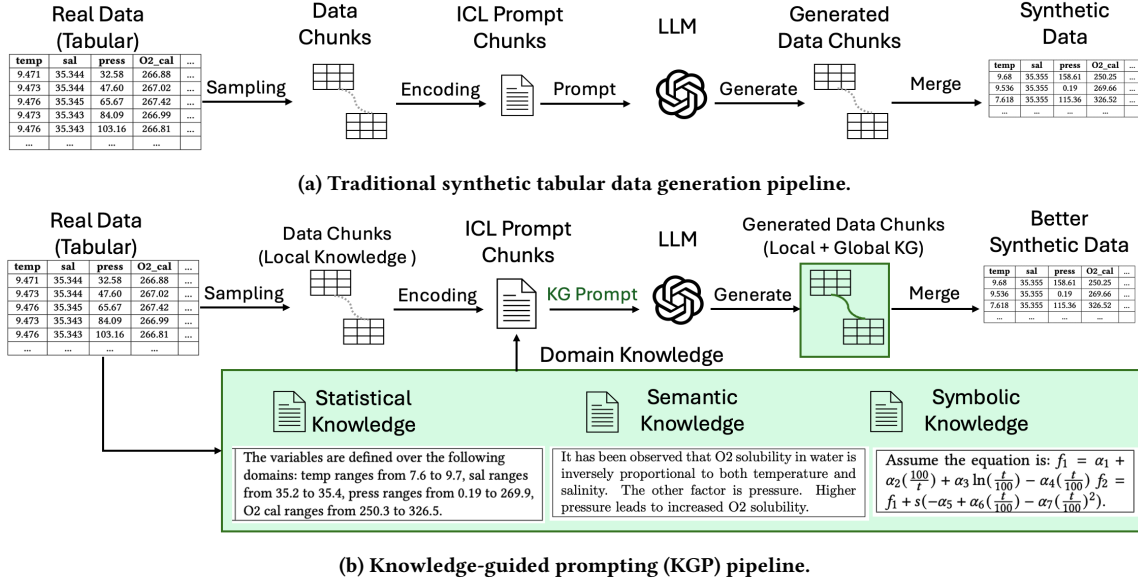 Real Data
(Tabular)
temp sal press O2_cal ...
9.471 35.344 32.58 266.88
9.473 35.344 47.60 267.02
9.476 35.345 65.67 267.42
9.473 35.343 84.09 266.99
9.476 35.343 103.16 266.81
... ... ... ...
Sampling
Data
Chunks
Encoding
ICL Prompt
Chunks
Prompt
LLM
Generate
Generated
Data Chunks
Merge
Synthetic
Data
temp sal press O2_cal ...
9.68 35.355 158.61 250.25
9.536 35.355 0.19 269.66
7.618 35.355 115.36 326.52
... ... ... ...
(a) Traditional synthetic tabular data generation pipeline.
Real Data
(Tabular)
temp sal press O2_cal ...
9.471 35.344 32.58 266.88
9.473 35.344 47.60 267.02
9.476 35.345 65.67 267.42
9.473 35.343 84.09 266.99
9.476 35.343 103.16 266.81
... ... ... ...
Sampling
Data Chunks
(Local Knowledge )
Encoding
ICL Prompt
Chunks
KG Prompt
LLM
Generate
Generated Data Chunks
(Local + Global KG)
Merge
Better
Synthetic Data
temp sal press O2_cal ...
9.68 35.355 158.61 250.25
9.536 35.355 0.19 269.66
7.618 35.355 115.36 326.52
... ... ... ...
Domain Knowledge
Statistical
Knowledge
The variables are defined over the following
domains: temp ranges from 7.6 to 9.7, sal ranges
from 35.2 to 35.4, press ranges from 0.19 to 269.9,
O2 cal ranges from 250.3 to 326.5.
Semantic
Knowledge
It has been observed that O2 solubility in water is
inversely proportional to both temperature and
salinity. The other factor is pressure. Higher
pressure leads to increased O2 solubility.
Symbolic
Knowledge
Assume the equation is: f₁ = α₁ +
α₂(100/t) + α₃ ln(t/100) − α₄(t/100) f₂ =
f₁ + s(−α₅ + α₆(t/100) − α₇(t/100)²).
(b) Knowledge-guided prompting (KGP) pipeline.